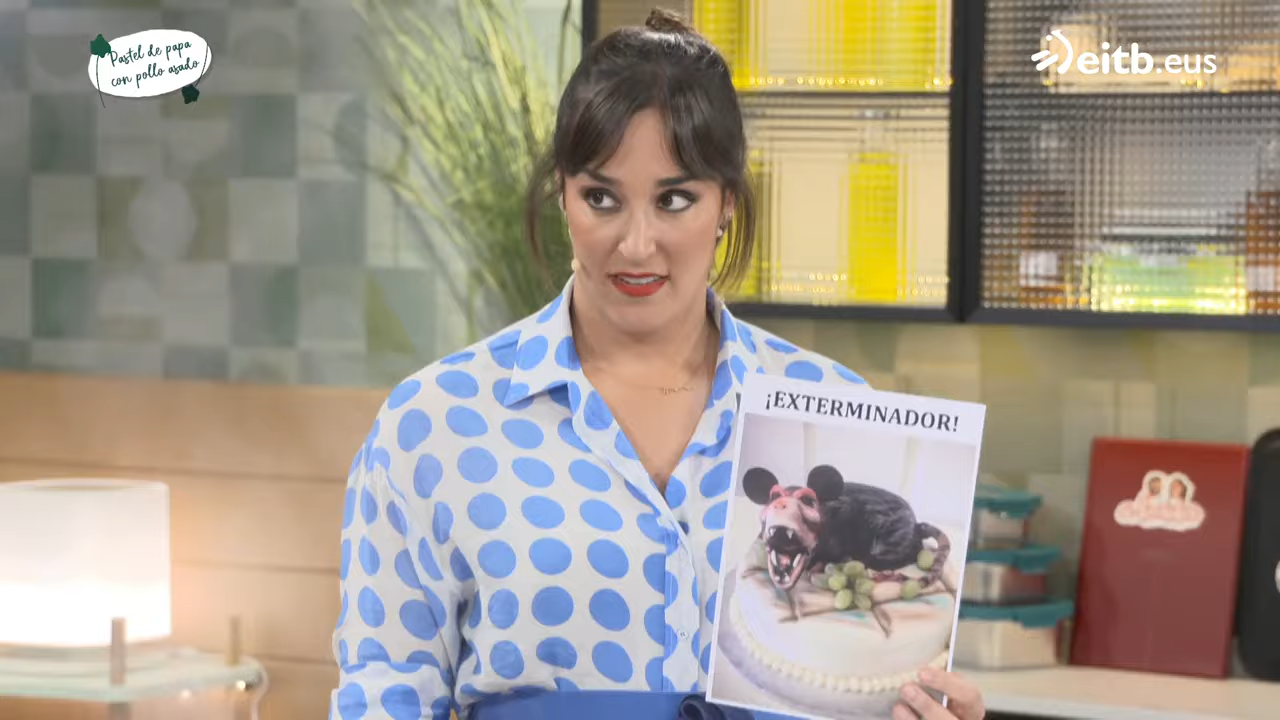 Pastel de papa
con pollo asado
eitb.eus
¡EXTERMINADOR!